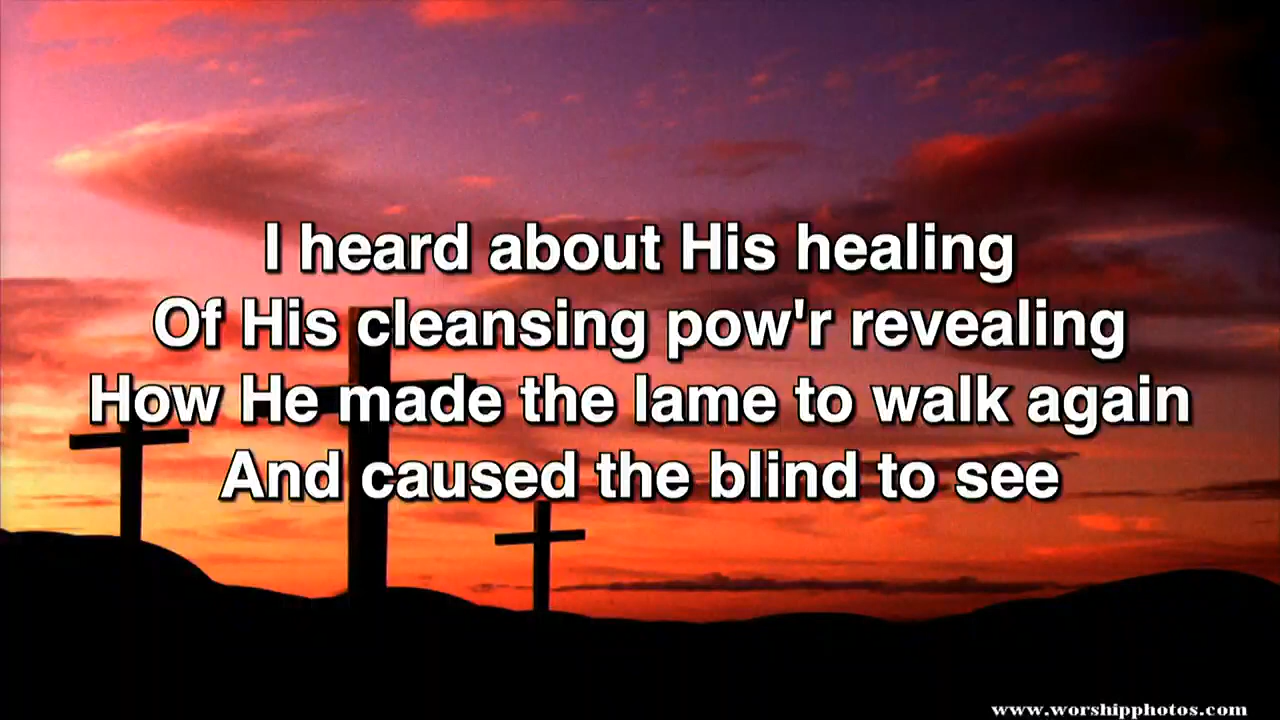 I heard about His healing
Of His cleansing pow'r revealing
How He made the lame to walk again
And caused the blind to see
www.worshipphotos.com